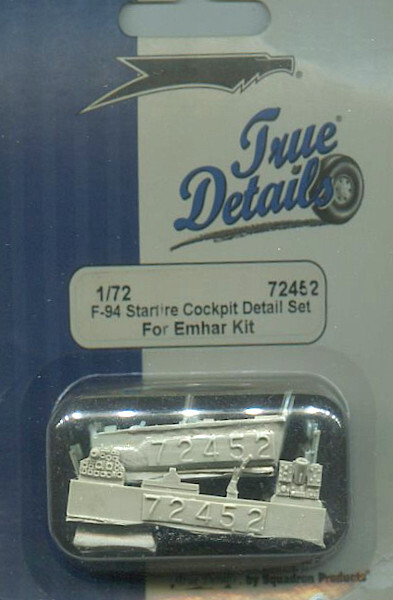 True
Details
1/72 72452
F-94 Starfire Cockpit Detail Set
For Emhar Kit
72452
72452
by Squadron Products